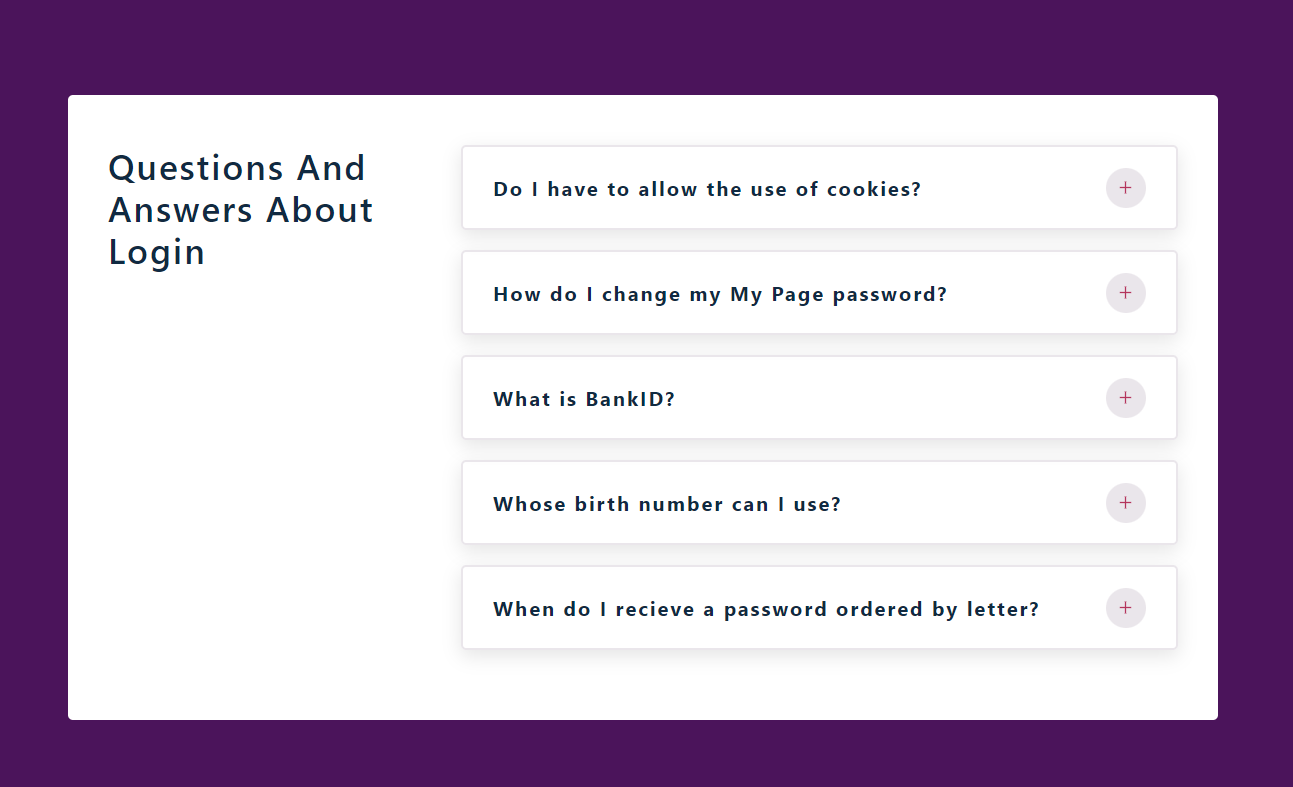 Questions And
Answers About
Login
Do I have to allow the use of cookies?
How do I change my My Page password?
What is BankID?
Whose birth number can I use?
When do I recieve a password ordered by letter?